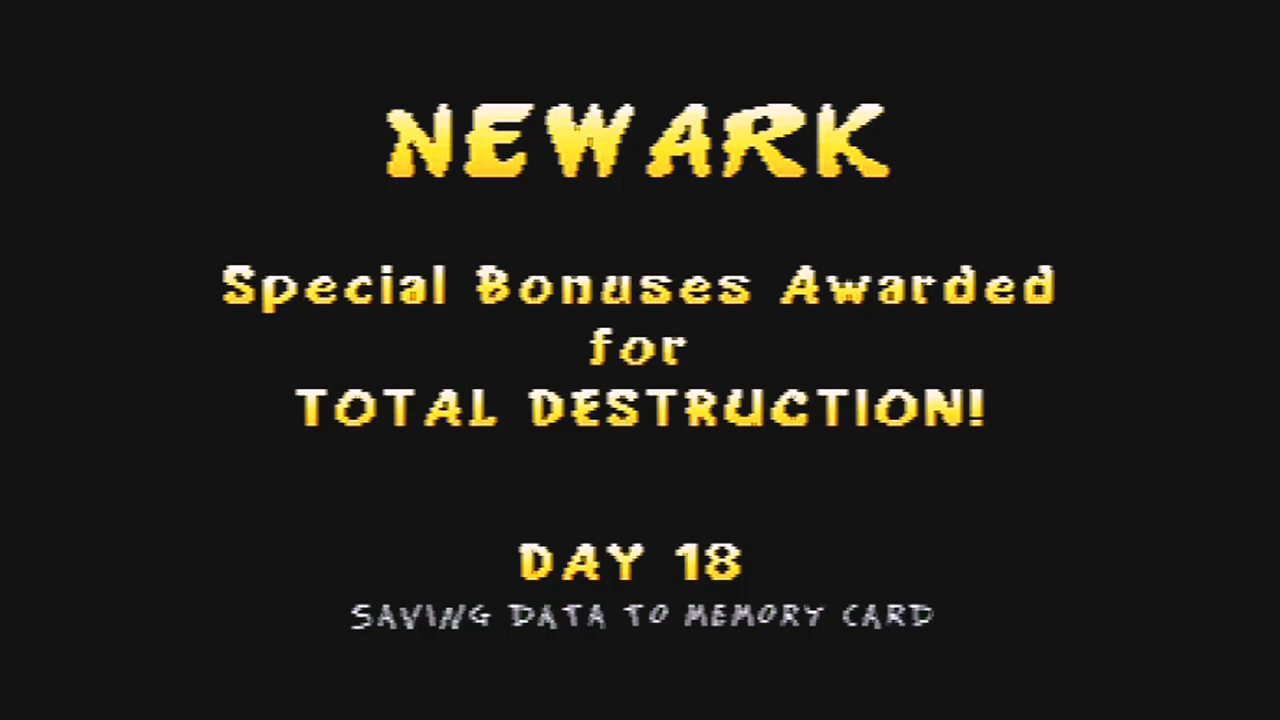 NEWARK
Special Bonuses Awarded
for
TOTAL DESTRUCTION!
DAY 18
SAVING DATA TO MEMORY CARD